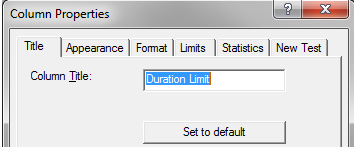 Column Properties
Title Appearance Format Limits Statistics New Test
Column Title: Duration Limit
Set to default